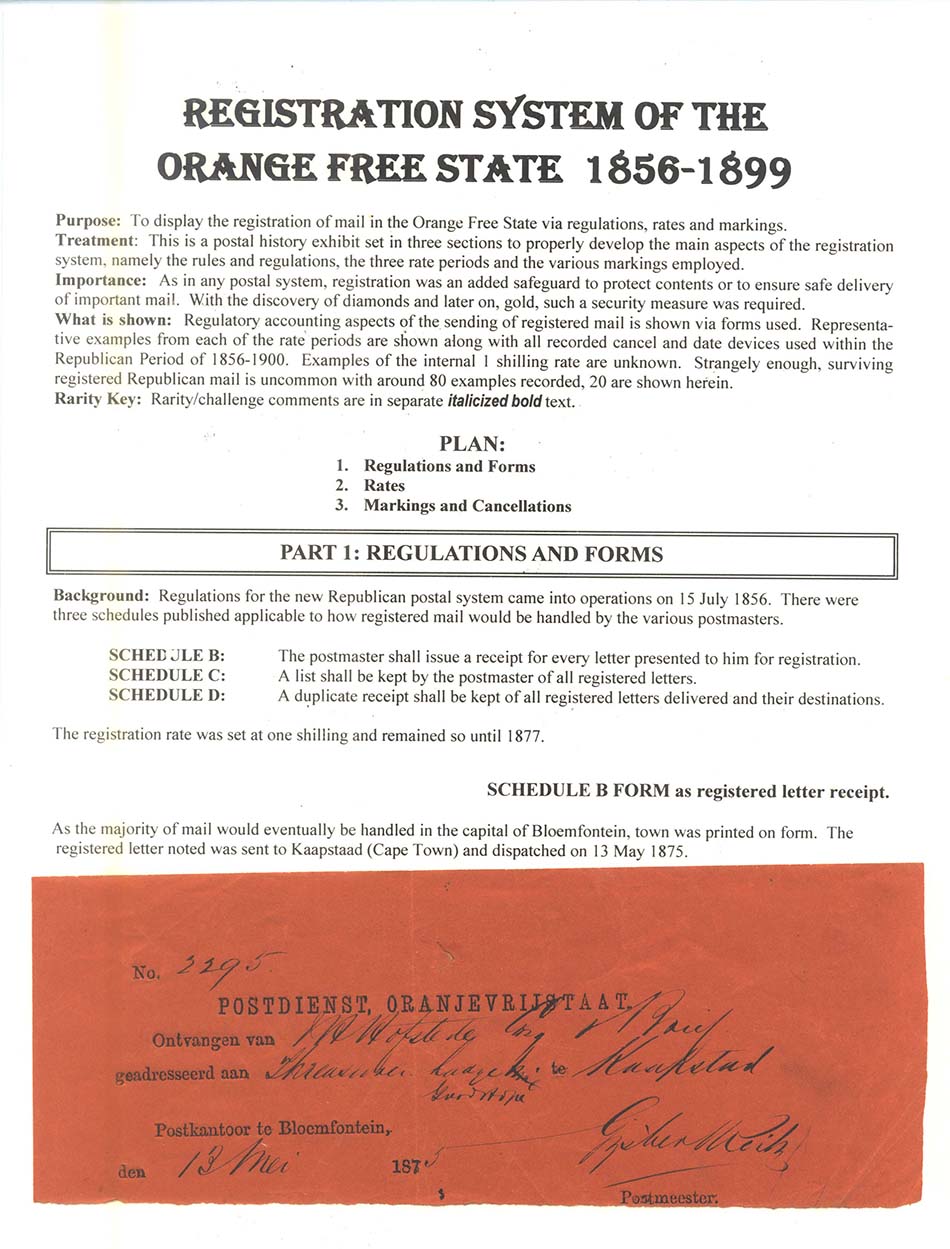 REGISTRATION SYSTEM OF THE
ORANGE FREE STATE 1856-1899
Purpose: To display the registration of mail in the Orange Free State via regulations, rates and markings.
Treatment: This is a postal history exhibit set in three sections to properly develop the main aspects of the registration
system, namely the rules and regulations, the three rate periods and the various markings employed.
Importance: As in any postal system, registration was an added safeguard to protect contents or to ensure safe delivery
of important mail. With the discovery of diamonds and later on, gold, such a security measure was required.
What is shown: Regulatory accounting aspects of the sending of registered mail is shown via forms used. Representa-
tive examples from each of the rate periods are shown along with all recorded cancel and date devices used within the
Republican Period of 1856-1900. Examples of the internal 1 shilling rate are unknown. Strangely enough, surviving
registered Republican mail is uncommon with around 80 examples recorded, 20 are shown herein.
Rarity Key: Rarity/challenge comments are in separate italicized bold text.
PLAN:
1. Regulations and Forms
2. Rates
3. Markings and Cancellations
PART 1: REGULATIONS AND FORMS
Background: Regulations for the new Republican postal system came into operations on 15 July 1856. There were
three schedules published applicable to how registered mail would be handled by the various postmasters.
SCHEDULE B: The postmaster shall issue a receipt for every letter presented to him for registration.
SCHEDULE C: A list shall be kept by the postmaster of all registered letters.
SCHEDULE D: A duplicate receipt shall be kept of all registered letters delivered and their destinations.
The registration rate was set at one shilling and remained so until 1877.
SCHEDULE B FORM as registered letter receipt.
As the majority of mail would eventually be handled in the capital of Bloemfontein, town was printed on form. The
registered letter noted was sent to Kaapstaad (Cape Town) and dispatched on 13 May 1875.
No. 2295.
POSTDIENST, ORANJEVRIJSTAAT.
Ontvangen van Hofstede
geadresseerd aan te Kaapstad
Good Hope
Postkantoor te Bloemfontein,
den 13 Mei 1875
Postmeester.